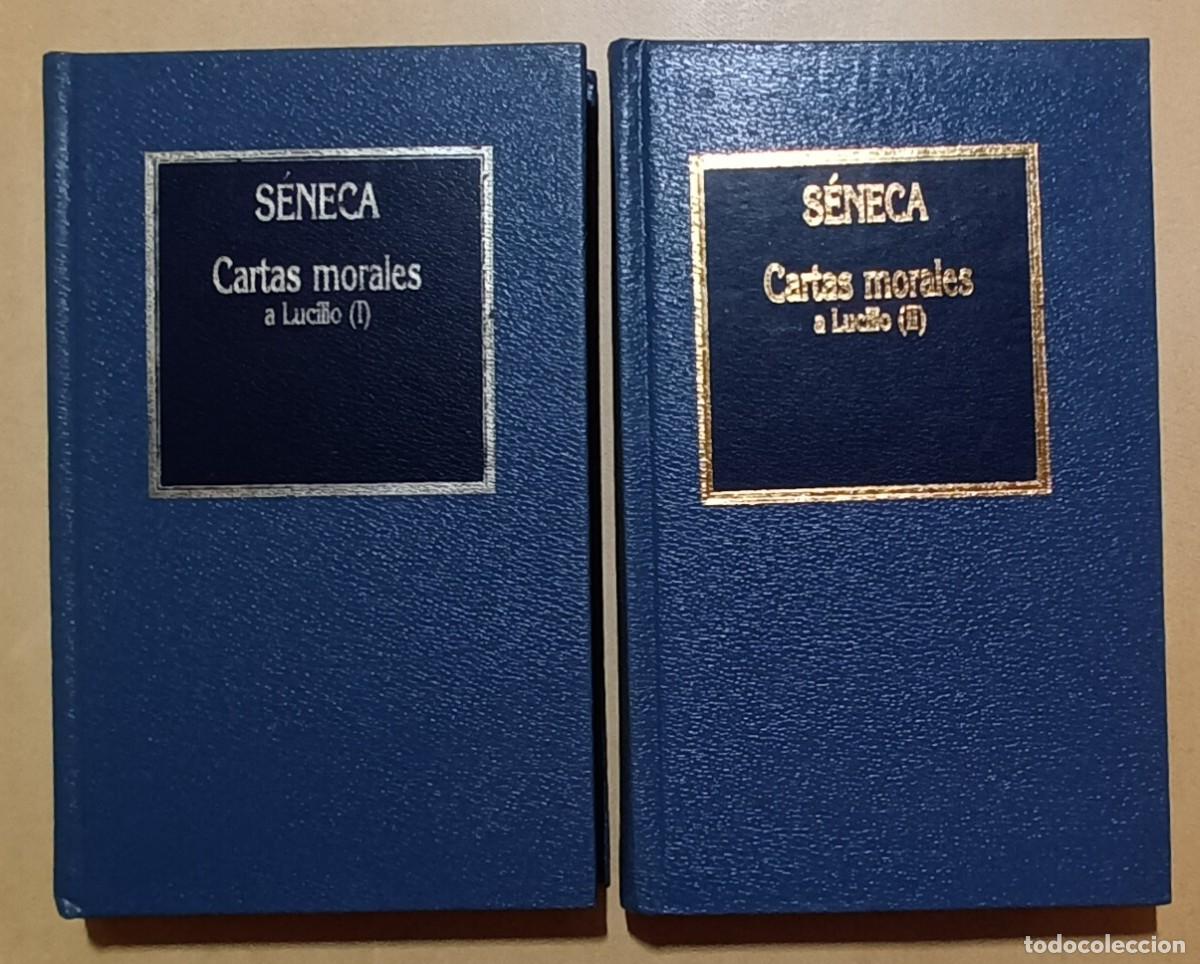 SÉNECA
Cartas morales
a Lucilio (I)
SÉNECA
Cartas morales
a Lucilio (II)
todocoleccion